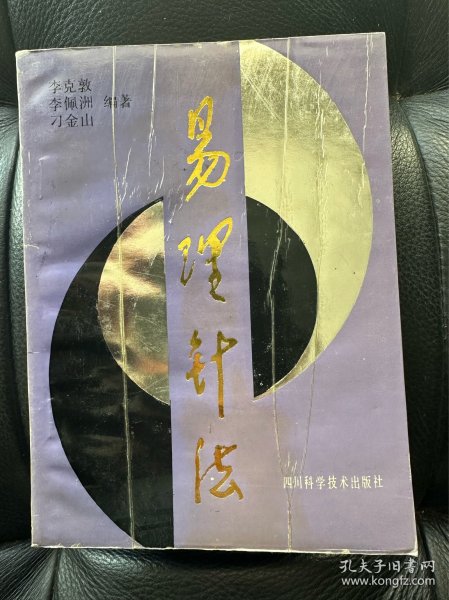 李克敦
李佩洲 编著
刁金山
易理针法
四川科学技术出版社
孔夫子旧书网
www.kongfz.com